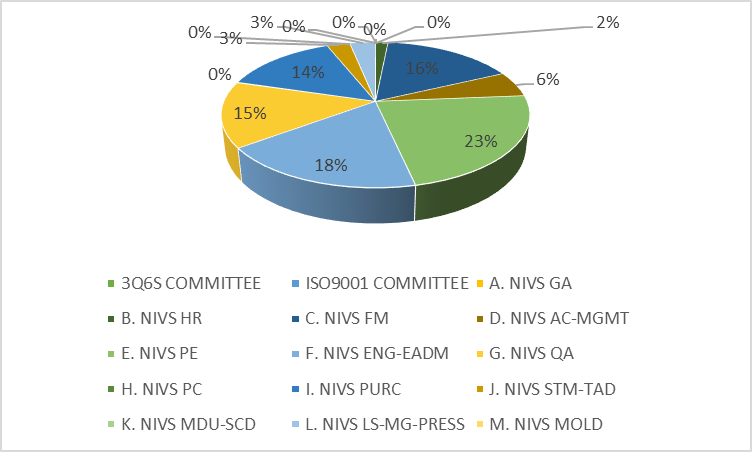 0% 3% 0% 0% 0% 0% 2%
0% 3%
14% 16%
0% 6%
15% 23%
18%
3Q6S COMMITTEE ISO9001 COMMITTEE A. NIVS GA
B. NIVS HR C. NIVS FM D. NIVS AC-MGMT
E. NIVS PE F. NIVS ENG-EADM G. NIVS QA
H. NIVS PC I. NIVS PURC J. NIVS STM-TAD
K. NIVS MDU-SCD L. NIVS LS-MG-PRESS M. NIVS MOLD